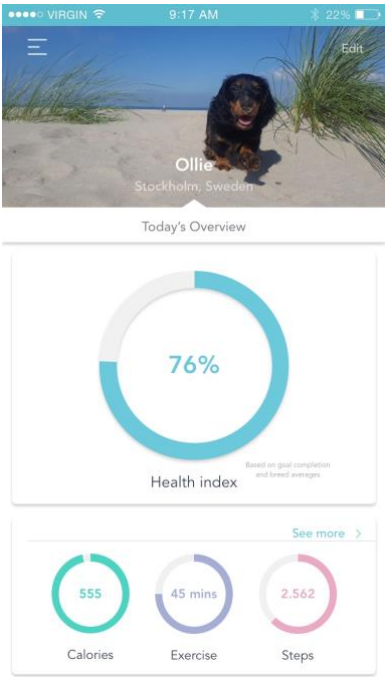 VIRGIN 9:17 AM 22%
Edit
Ollie
Stockholm, Sweden
Today's Overview
76%
Based on goal completion
and breed averages
Health index
See more >
555 45 mins 2.562
Calories Exercise Steps